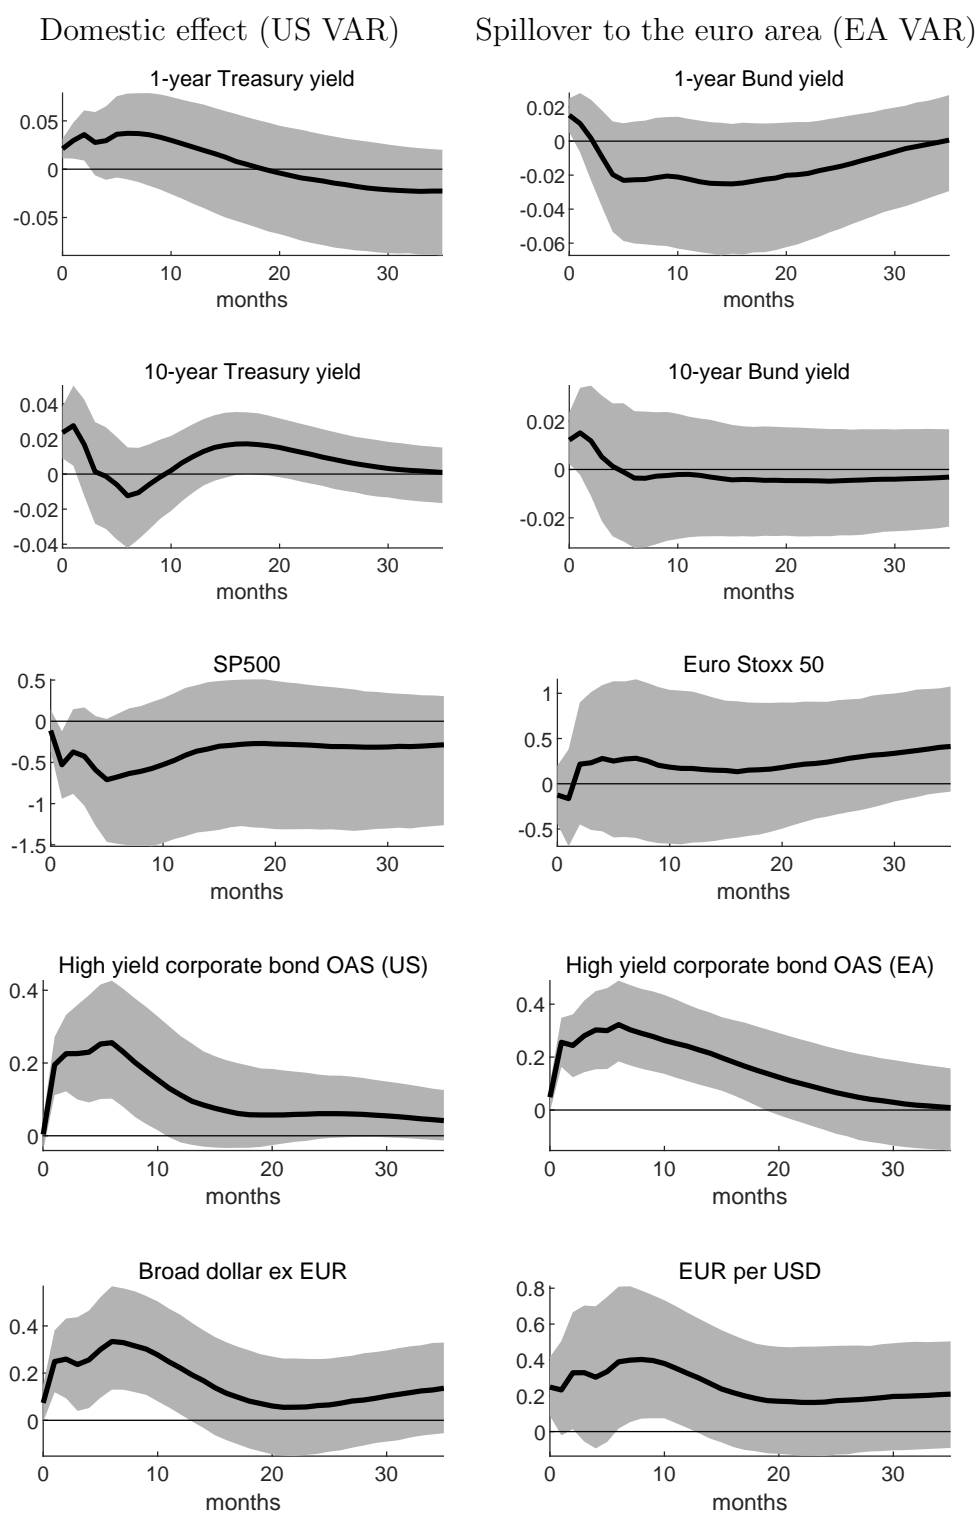 Domestic effect (US VAR)
Spillover to the euro area (EA VAR)
1-year Treasury yield
0.05
0
-0.05
0 10 20 30
months
1-year Bund yield
0.02
0
-0.02
-0.04
-0.06
0 10 20 30
months
10-year Treasury yield
0.04
0.02
0
-0.02
-0.04
0 10 20 30
months
10-year Bund yield
0.02
0
-0.02
0 10 20 30
months
SP500
0.5
0
-0.5
-1
-1.5
0 10 20 30
months
Euro Stoxx 50
1
0.5
0
-0.5
0 10 20 30
months
High yield corporate bond OAS (US)
0.4
0.2
0
0 10 20 30
months
High yield corporate bond OAS (EA)
0.4
0.2
0
0 10 20 30
months
Broad dollar ex EUR
0.4
0.2
0
0 10 20 30
months
EUR per USD
0.8
0.6
0.4
0.2
0
0 10 20 30
months